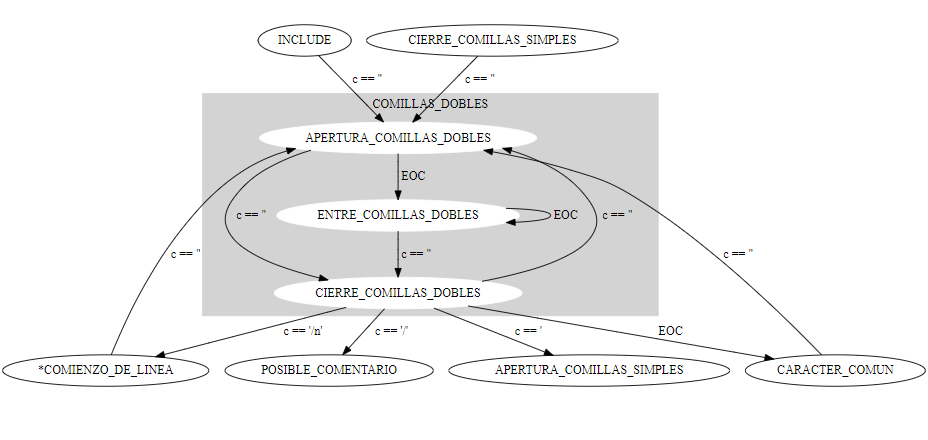 INCLUDE
CIERRE_COMILLAS_SIMPLES
c == "
c == "
COMILLAS_DOBLES
APERTURA_COMILLAS_DOBLES
EOC
c == "
ENTRE_COMILLAS_DOBLES
EOC
c == "
c == "
c == "
c == "
CIERRE_COMILLAS_DOBLES
c == '/n'
c == '/'
c == '
EOC
*COMIENZO_DE_LINEA
POSIBLE_COMENTARIO
APERTURA_COMILLAS_SIMPLES
CARACTER_COMUN